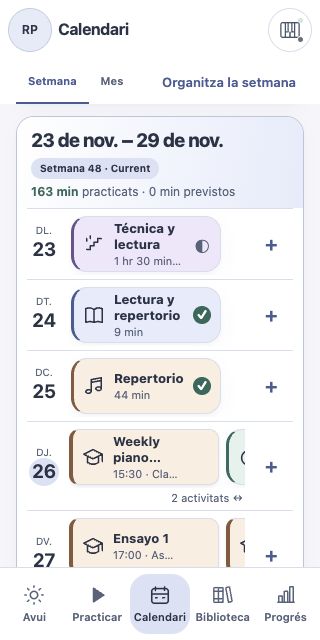 RP
Calendari
Setmana
Mes
Organitza la setmana
23 de nov. – 29 de nov.
Setmana 48 · Current
163 min practicats · 0 min previstos
DL.
23
Técnica y
lectura
1 hr 30 min...
+
DT.
24
Lectura y
repertorio
9 min
+
DC.
25
Repertorio
44 min
+
DJ.
26
Weekly
piano...
15:30 · Cla...
+
2 activitats ↔
DV.
27
Ensayo 1
17:00 · As...
+
Avui
Practicar
Calendari
Biblioteca
Progrés